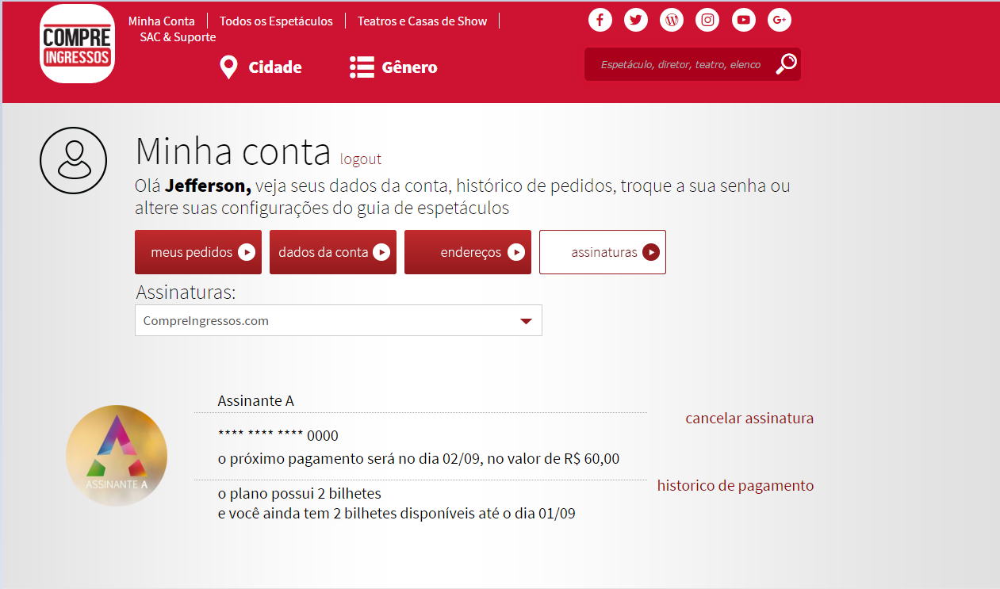 COMPRE
INGRESSOS
Minha Conta
Todos os Espetáculos
Teatros e Casas de Show
SAC & Suporte
Cidade
Gênero
Espetáculo, diretor, teatro, elenco
Minha conta logout
Olá Jefferson, veja seus dados da conta, histórico de pedidos, troque a sua senha ou
altere suas configurações do guia de espetáculos
meus pedidos
dados da conta
endereços
assinaturas
Assinaturas:
CompreIngressos.com
Assinante A
cancelar assinatura
**** **** **** 0000
o próximo pagamento será no dia 02/09, no valor de R$ 60,00
ASSINANTE A
historico de pagamento
o plano possui 2 bilhetes
e você ainda tem 2 bilhetes disponíveis até o dia 01/09